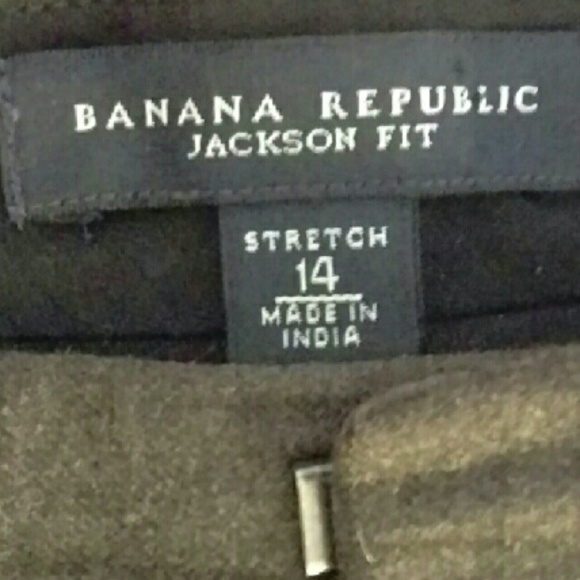 BANANA REPUBLIC
JACKSON FIT
STRETCH
14
MADE IN
INDIA